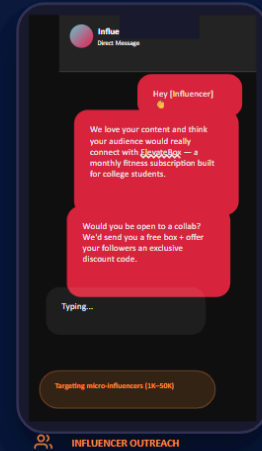 Influe
Direct Message
Hey [Influencer]
👋
We love your content and think
your audience would really
connect with ElevateBox — a
monthly fitness subscription built
for college students.
Would you be open to a collab?
We'd send you a free box + offer
your followers an exclusive
discount code.
Typing...
Targeting micro-influencers (1K–50K)
INFLUENCER OUTREACH